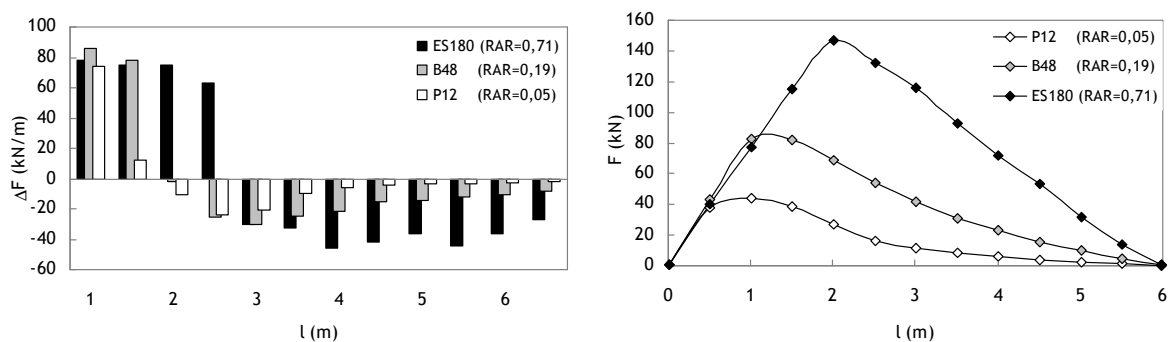 100
80
60
40
20
0
-20
-40
-60
ΔF (kN/m)
1 2 3 4 5 6
l (m)
ES180 (RAR=0,71)
B48 (RAR=0,19)
P12 (RAR=0,05)
160
140
120
100
80
60
40
20
0
F (kN)
0 1 2 3 4 5 6
l (m)
P12 (RAR=0,05)
B48 (RAR=0,19)
ES180 (RAR=0,71)